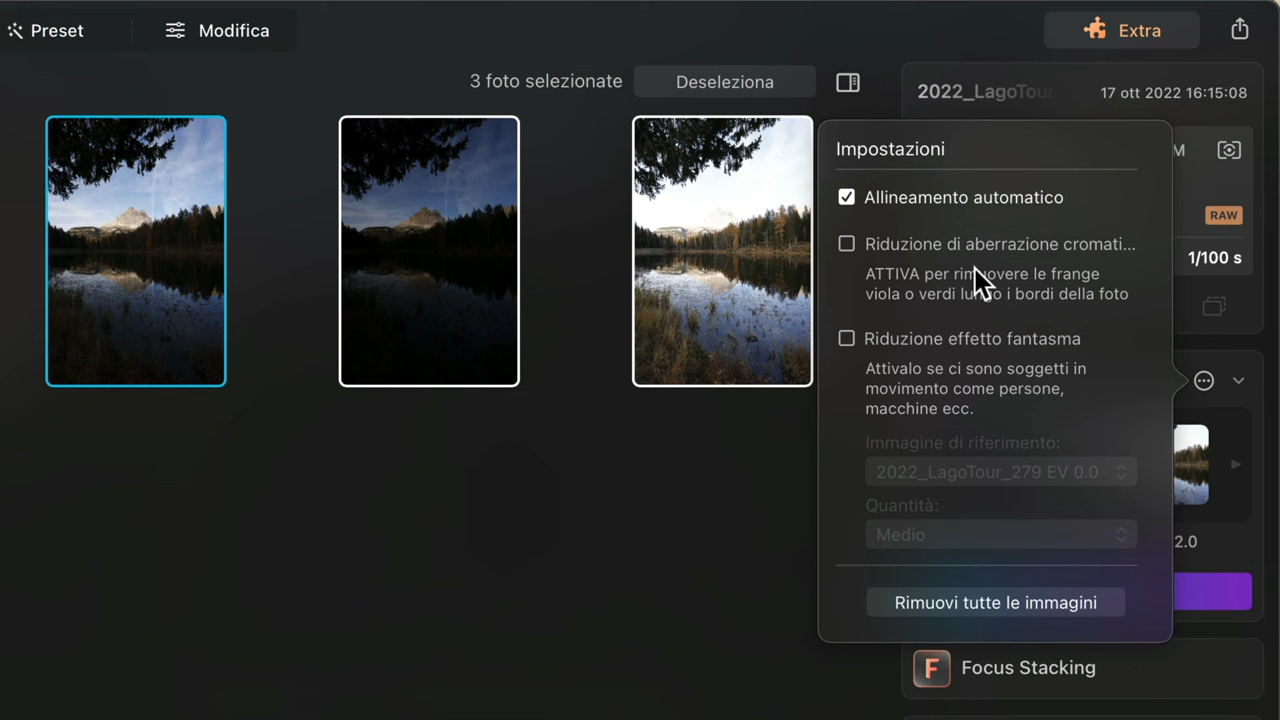 Preset
Modifica
Extra
3 foto selezionate
Deseleziona
2022_LagoTour
17 ott 2022 16:15:08
Impostazioni
M
Allineamento automatico
RAW
Riduzione di aberrazione cromati...
1/100 s
ATTIVA per rimuovere le frange
viola o verdi lungo i bordi della foto
Riduzione effetto fantasma
Attivalo se ci sono soggetti in
movimento come persone,
macchine ecc.
Immagine di riferimento:
2022_LagoTour_279 EV 0.0
Quantità:
Medio
2.0
Rimuovi tutte le immagini
F
Focus Stacking